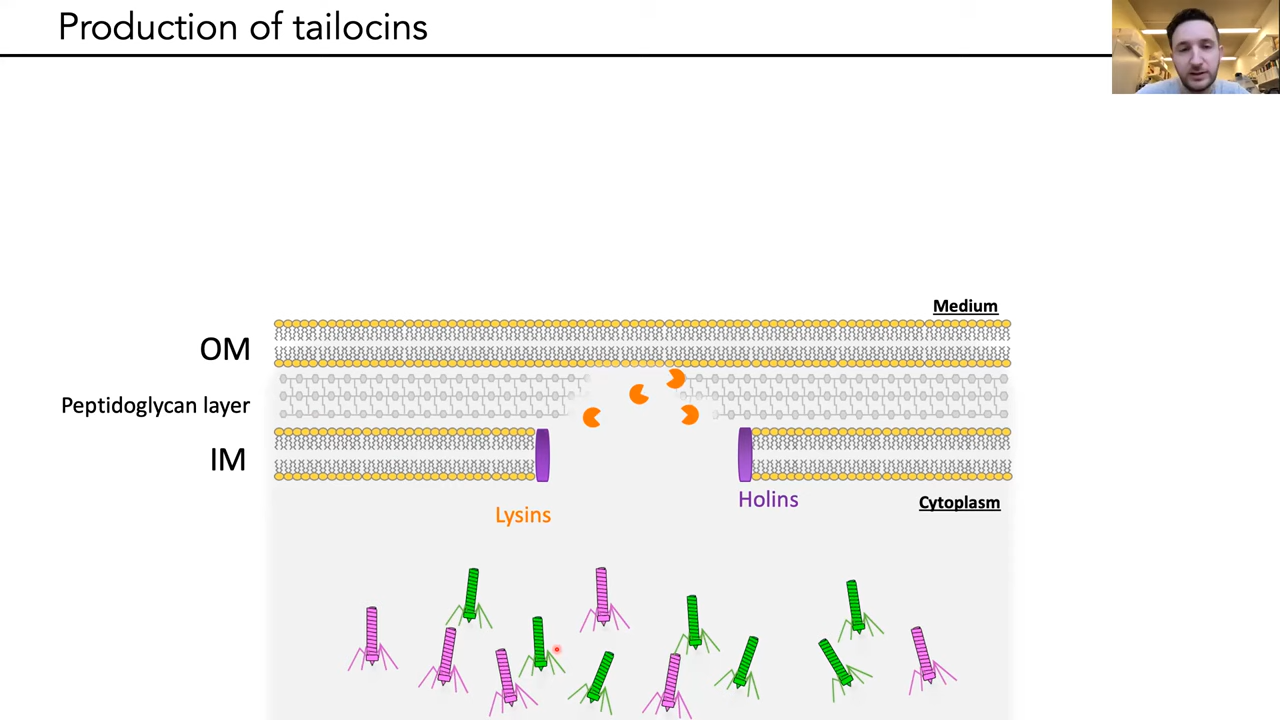 Production of tailocins
Medium
OM
Peptidoglycan layer
IM
Holins
Cytoplasm
Lysins